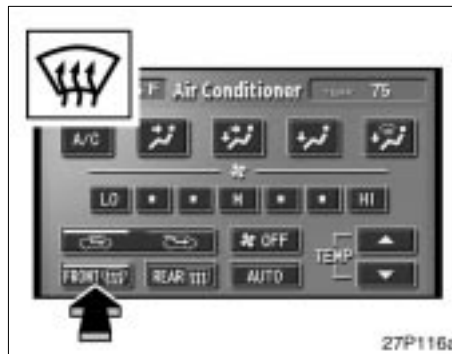 Air Conditioner 75
A/C
LO M HI
OFF
TEMP
FRONT REAR AUTO
27P116a